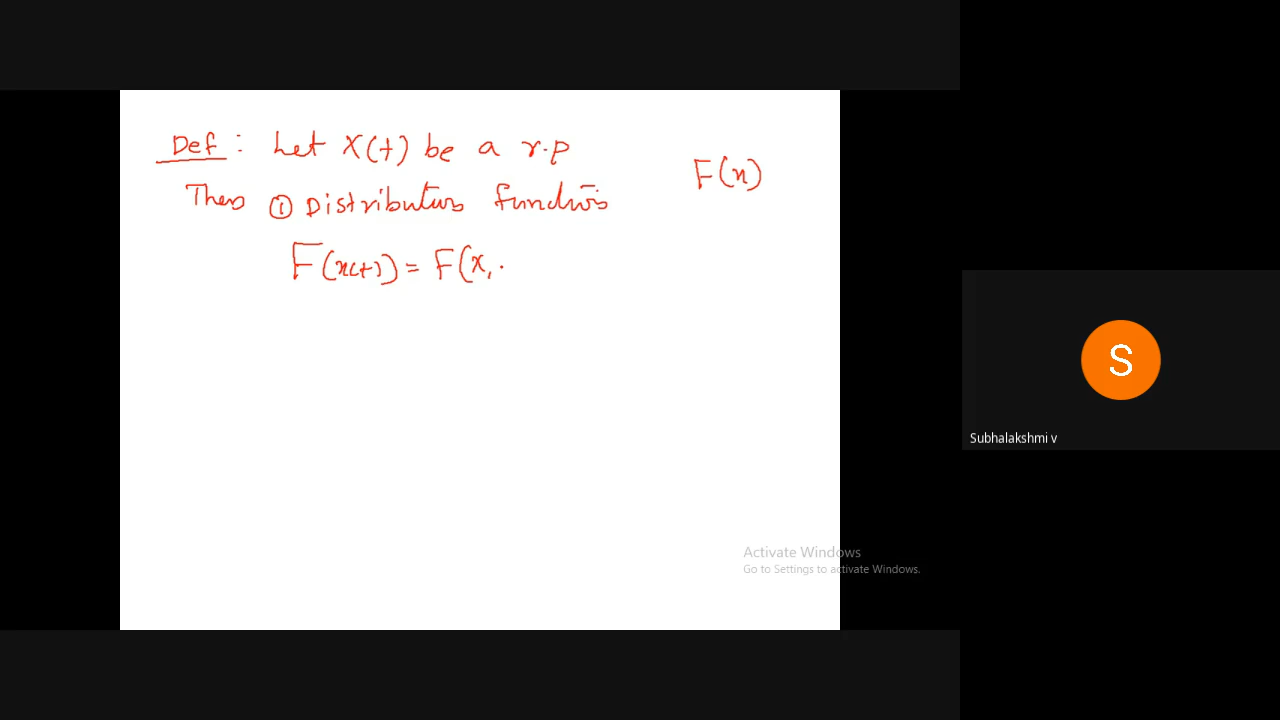 Def : Let X(t) be a r.p
F(x)
Then ① Distribution function
F(x(t)) = F(x, .
S
Subhalakshmi v
Activate Windows
Go to Settings to activate Windows.